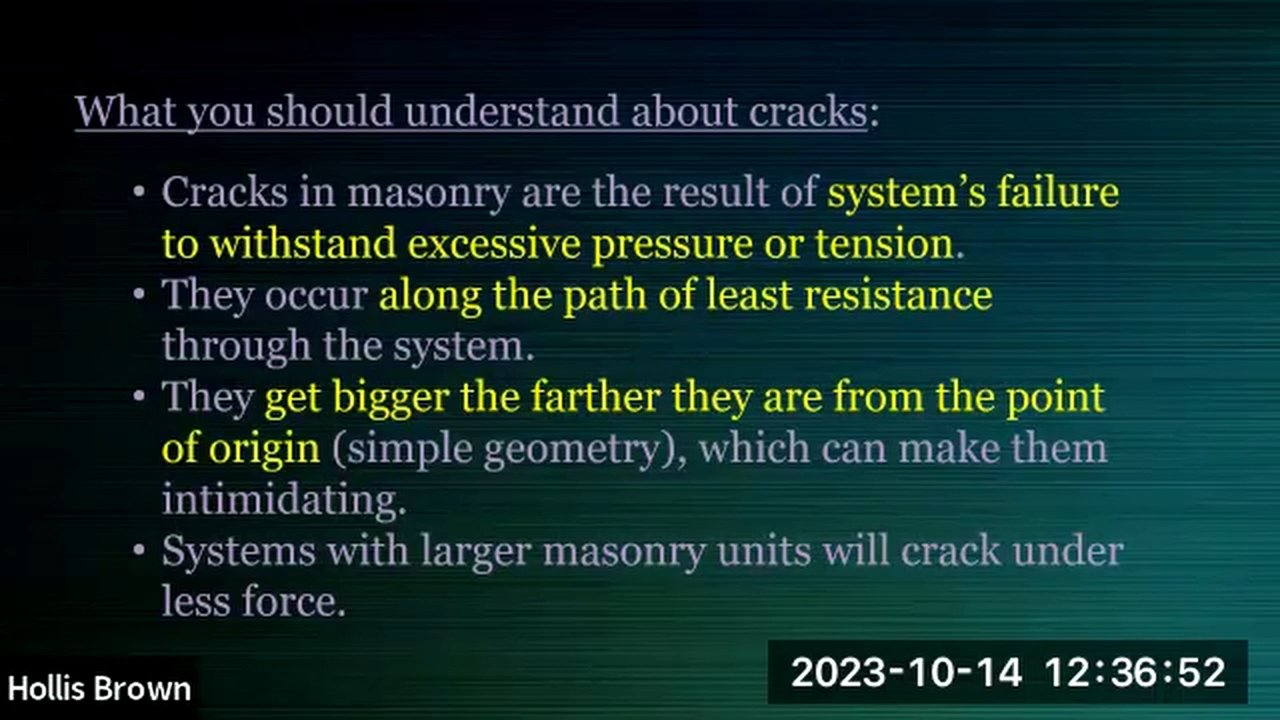 What you should understand about cracks:
• Cracks in masonry are the result of system’s failure
to withstand excessive pressure or tension.
• They occur along the path of least resistance
through the system.
• They get bigger the farther they are from the point
of origin (simple geometry), which can make them
intimidating.
• Systems with larger masonry units will crack under
less force.
Hollis Brown
2023-10-14 12:36:52